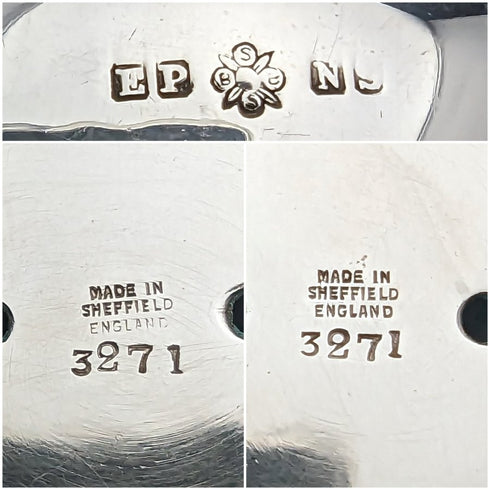 EP S B C S NS
MADE IN
SHEFFIELD
ENGLAND
3271
MADE IN
SHEFFIELD
ENGLAND
3271